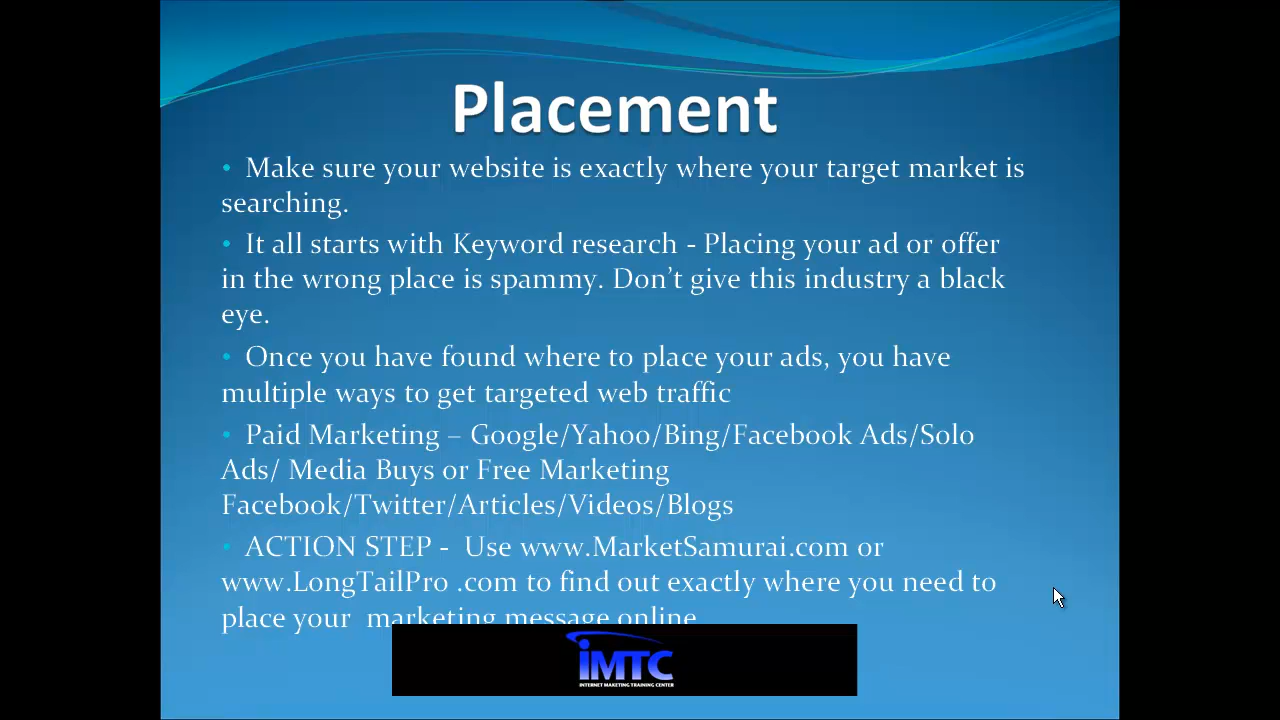 Placement
• Make sure your website is exactly where your target market is
searching.
• It all starts with Keyword research - Placing your ad or offer
in the wrong place is spammy. Don’t give this industry a black
eye.
• Once you have found where to place your ads, you have
multiple ways to get targeted web traffic
• Paid Marketing – Google/Yahoo/Bing/Facebook Ads/Solo
Ads/ Media Buys or Free Marketing
Facebook/Twitter/Articles/Videos/Blogs
• ACTION STEP - Use www.MarketSamurai.com or
www.LongTailPro .com to find out exactly where you need to
place your marketing message online
iMTC
INTERNET MARKETING TRAINING CENTER